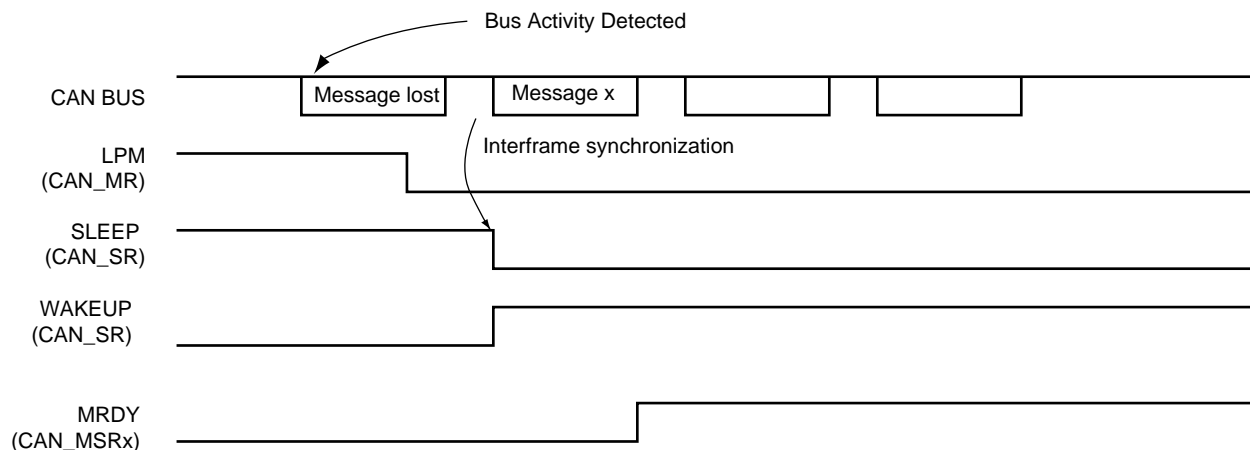 Bus Activity Detected
CAN BUS
Message lost
Message x
LPM
(CAN_MR)
Interframe synchronization
SLEEP
(CAN_SR)
WAKEUP
(CAN_SR)
MRDY
(CAN_MSRx)